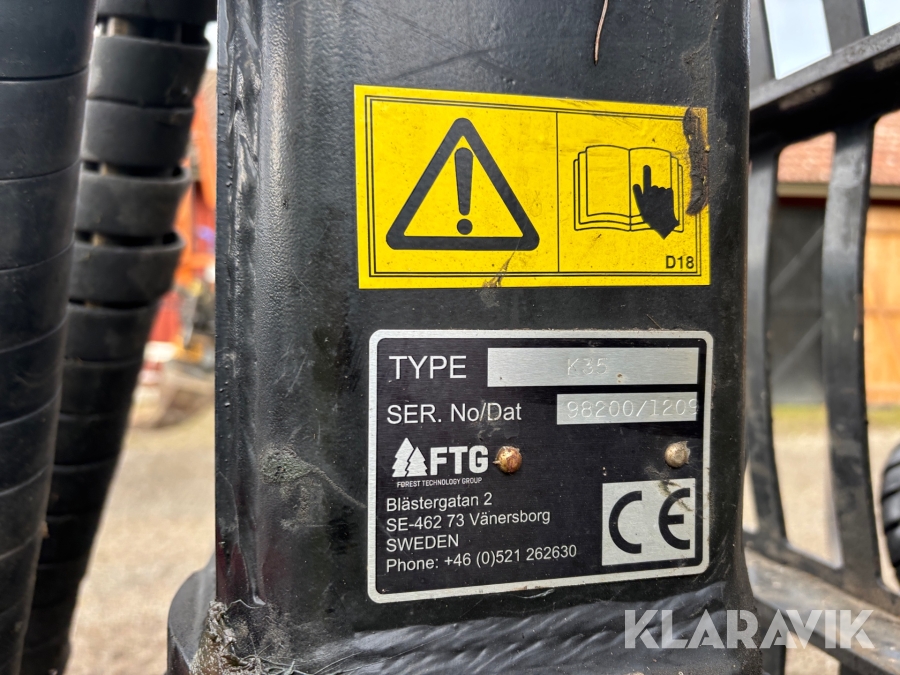 D18
TYPE K35
SER. No/Dat 98200/1209
FTG
FOREST TECHNOLOGY GROUP
Blästergatan 2
SE-462 73 Vänersborg
SWEDEN
Phone: +46 (0)521 262630
CE
KLARAVIK